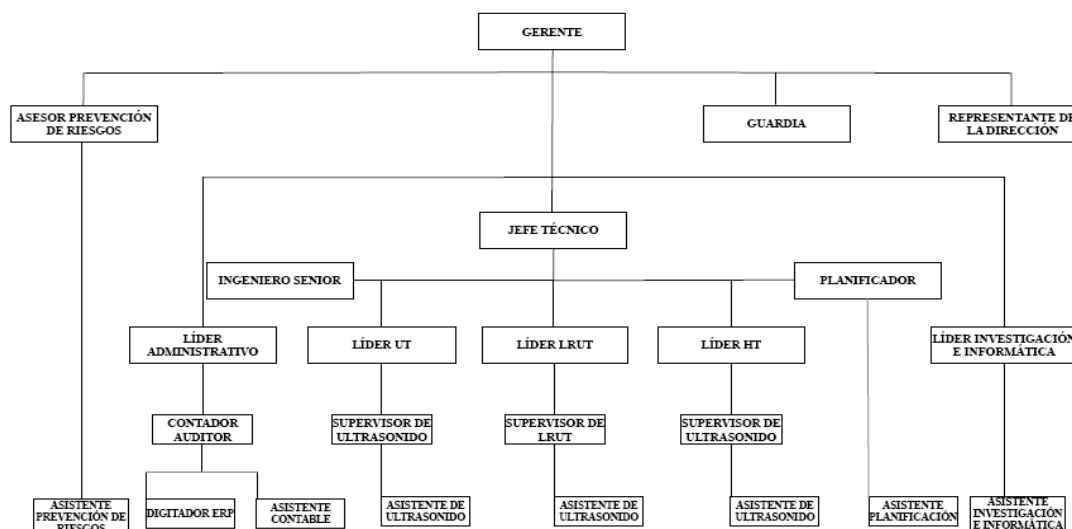 GERENTE
ASESOR PREVENCIÓN
DE RIESGOS
GUARDIA
REPRESENTANTE DE
LA DIRECCIÓN
JEFE TÉCNICO
INGENIERO SENIOR
PLANIFICADOR
LÍDER
ADMINISTRATIVO
LÍDER UT
LÍDER LRUT
LÍDER HT
LÍDER INVESTIGACIÓN
E INFORMÁTICA
CONTADOR
AUDITOR
SUPERVISOR DE
ULTRASONIDO
SUPERVISOR DE
LRUT
SUPERVISOR DE
ULTRASONIDO
ASISTENTE
PREVENCIÓN DE
RIESGOS
DIGITADOR ERP
ASISTENTE
CONTABLE
ASISTENTE DE
ULTRASONIDO
ASISTENTE DE
ULTRASONIDO
ASISTENTE DE
ULTRASONIDO
ASISTENTE
PLANIFICACIÓN
ASISTENTE
INVESTIGACIÓN
E INFORMÁTICA